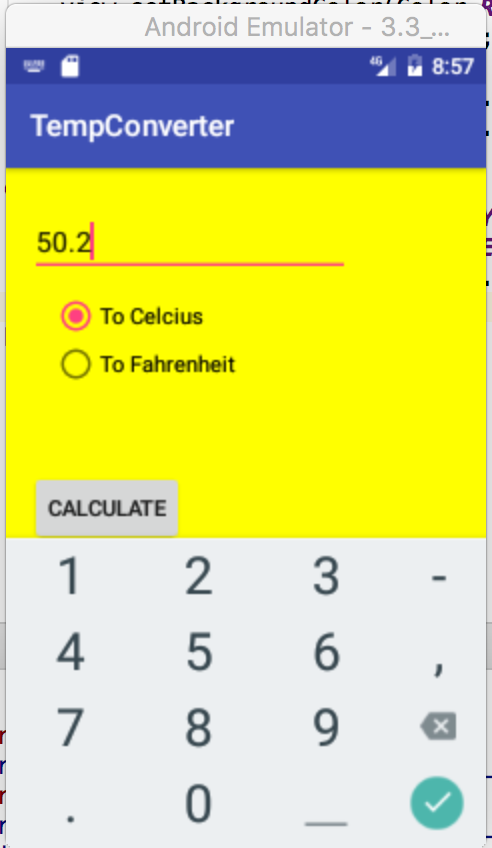 Android Emulator - 3.3_...
4G 8:57
TempConverter
50.2
To Celcius
To Fahrenheit
CALCULATE
1 2 3 -
4 5 6 ,
7 8 9
. 0 _